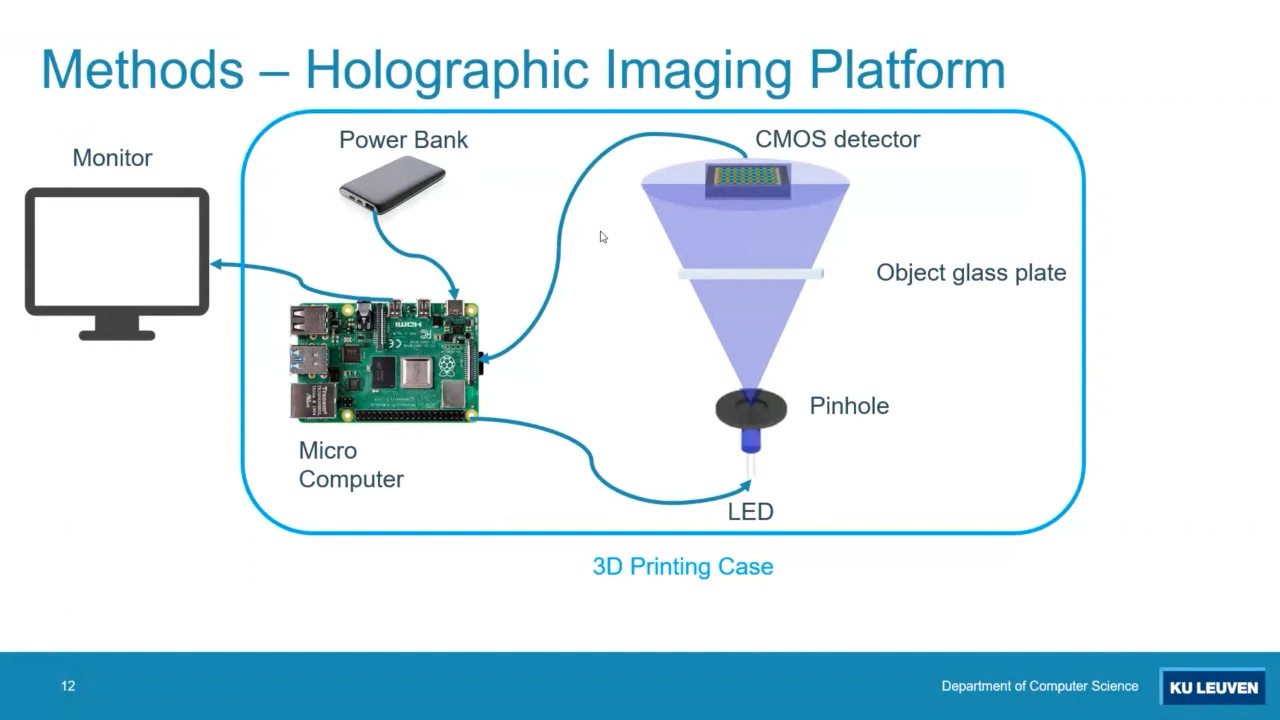 Methods – Holographic Imaging Platform
Monitor
Power Bank
CMOS detector
Object glass plate
HDMI
Pinhole
Micro
Computer
LED
3D Printing Case
12
Department of Computer Science
KU LEUVEN